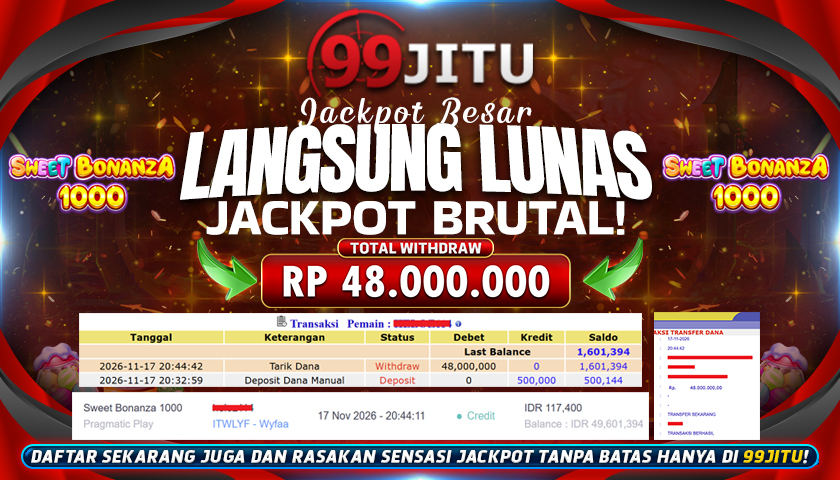 99JITU
Jackpot Besar
LANGSUNG LUNAS
JACKPOT BRUTAL!
SWEET BONANZA
1000
SWEET BONANZA
1000
TOTAL WITHDRAW
RP 48.000.000
Transaksi Pemain :
Tanggal Keterangan Status Debet Kredit Saldo
Last Balance 1,601,394
2026-11-17 20:44:42 Tarik Dana Withdraw 48,000,000 0 1,601,394
2026-11-17 20:32:59 Deposit Dana Manual Deposit 0 500,000 500,144
Sweet Bonanza 1000
Pragmatic Play
ITWLYF - Wyfaa
17 Nov 2026 - 20:44:11
Credit
IDR 117,400
Balance : IDR 49,601,394
AKSI TRANSFER DANA
: 17-11-2026
: 20:44:42
:
:
:
: Rp. 48.000.000,00
: -
: -
: TRANSFER SEKARANG
:
: TRANSAKSI BERHASIL
DAFTAR SEKARANG JUGA DAN RASAKAN SENSASI JACKPOT TANPA BATAS HANYA DI 99JITU!